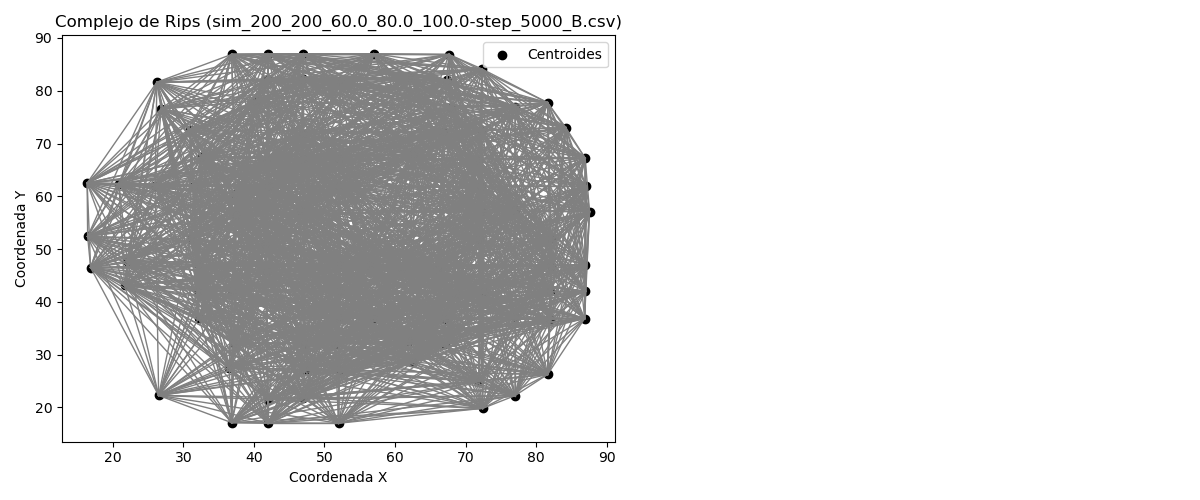 Complejo de Rips (sim_200_200_60.0_80.0_100.0-step_5000_B.csv)
Centroides
90
80
70
60
50
40
30
20
Coordenada Y
20 30 40 50 60 70 80 90
Coordenada X